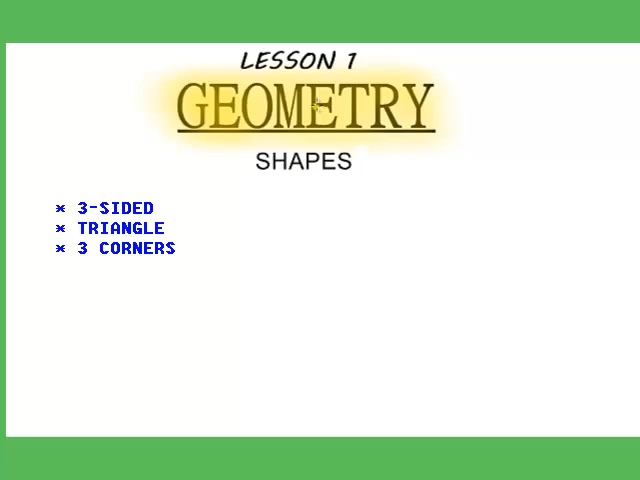 LESSON 1
GEOMETRY
SHAPES
* 3-SIDED
* TRIANGLE
* 3 CORNERS